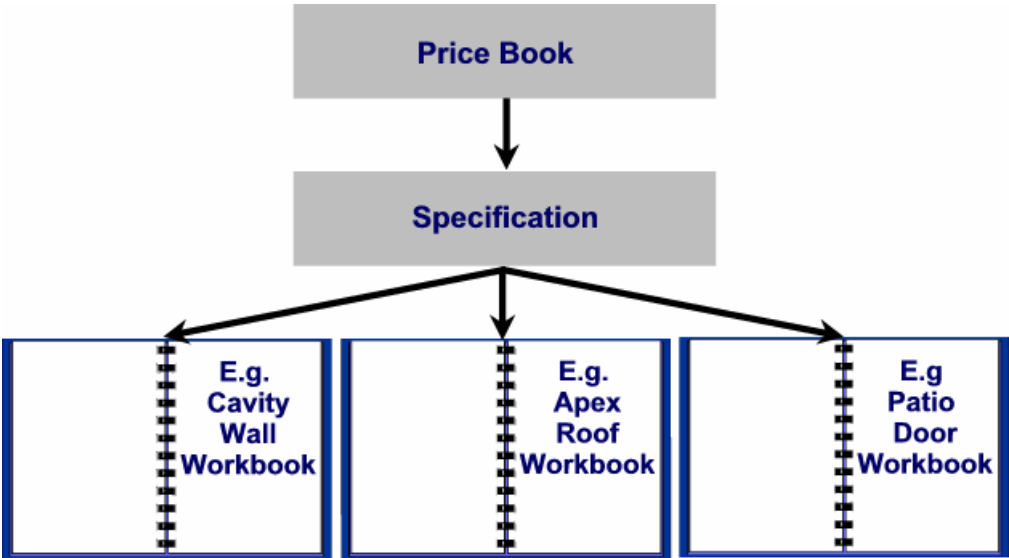 Price Book
Specification
E.g.
Cavity
Wall
Workbook
E.g.
Apex
Roof
Workbook
E.g
Patio
Door
Workbook